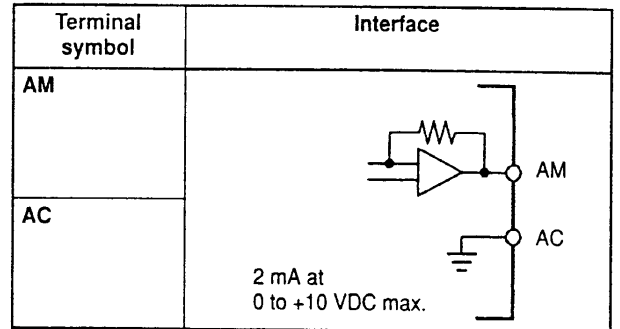 Terminal
symbol
Interface
AM
AM
AC
AC
2 mA at
0 to +10 VDC max.